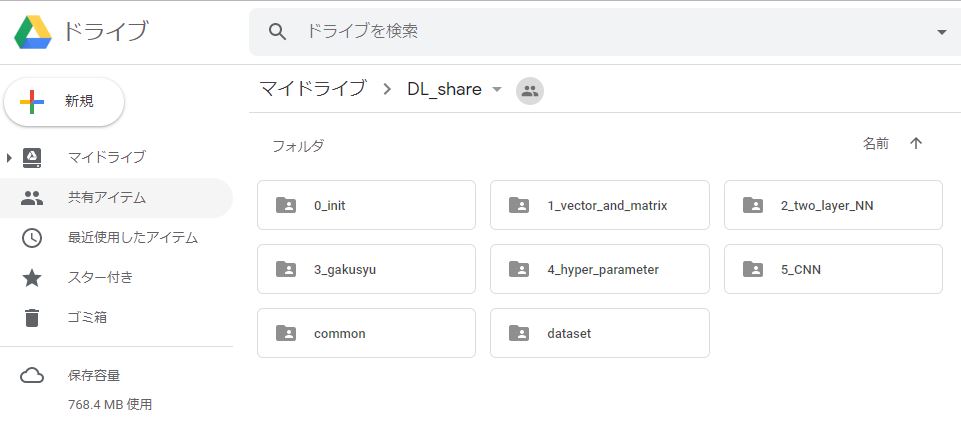 ドライブ
ドライブを検索
新規
マイドライブ
共有アイテム
最近使用したアイテム
スター付き
ゴミ箱
保存容量
768.4 MB 使用
マイドライブ > DL_share
フォルダ
名前
0_init
1_vector_and_matrix
2_two_layer_NN
3_gakusyu
4_hyper_parameter
5_CNN
common
dataset